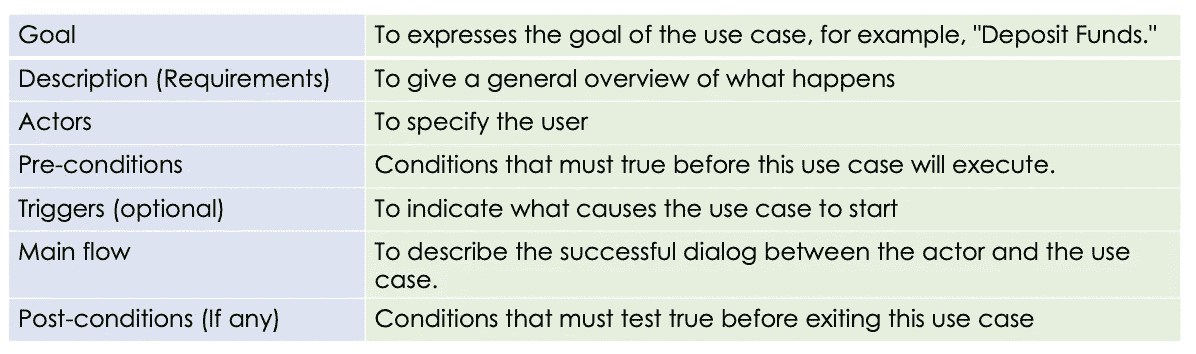 Goal
To expresses the goal of the use case, for example, "Deposit Funds."
Description (Requirements)
To give a general overview of what happens
Actors
To specify the user
Pre-conditions
Conditions that must true before this use case will execute.
Triggers (optional)
To indicate what causes the use case to start
Main flow
To describe the successful dialog between the actor and the use
case.
Post-conditions (If any)
Conditions that must test true before exiting this use case